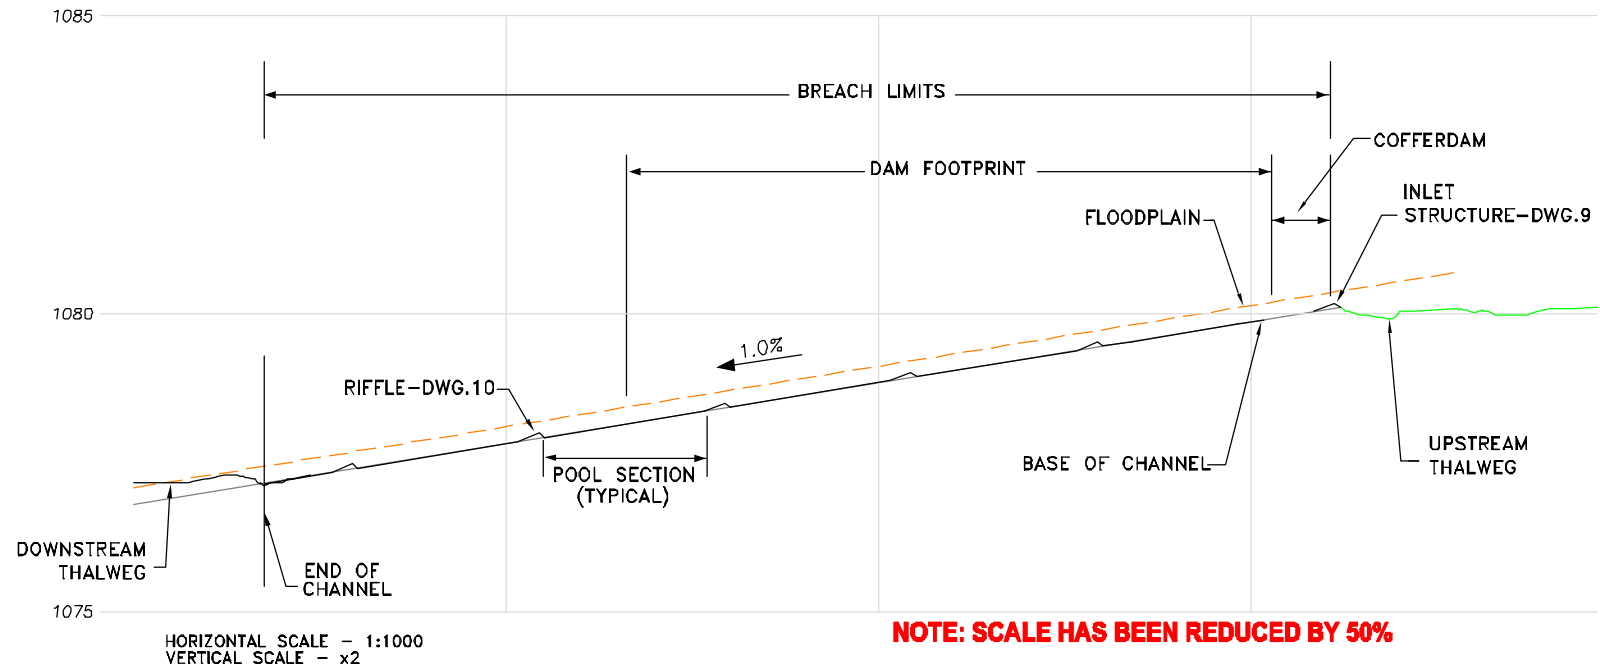 1085
BREACH LIMITS
COFFERDAM
DAM FOOTPRINT
INLET
STRUCTURE-DWG.9
FLOODPLAIN
1080
1.0%
RIFFLE-DWG.10
UPSTREAM
THALWEG
BASE OF CHANNEL
POOL SECTION
(TYPICAL)
DOWNSTREAM
THALWEG
END OF
CHANNEL
1075
HORIZONTAL SCALE - 1:1000
VERTICAL SCALE - x2
NOTE: SCALE HAS BEEN REDUCED BY 50%